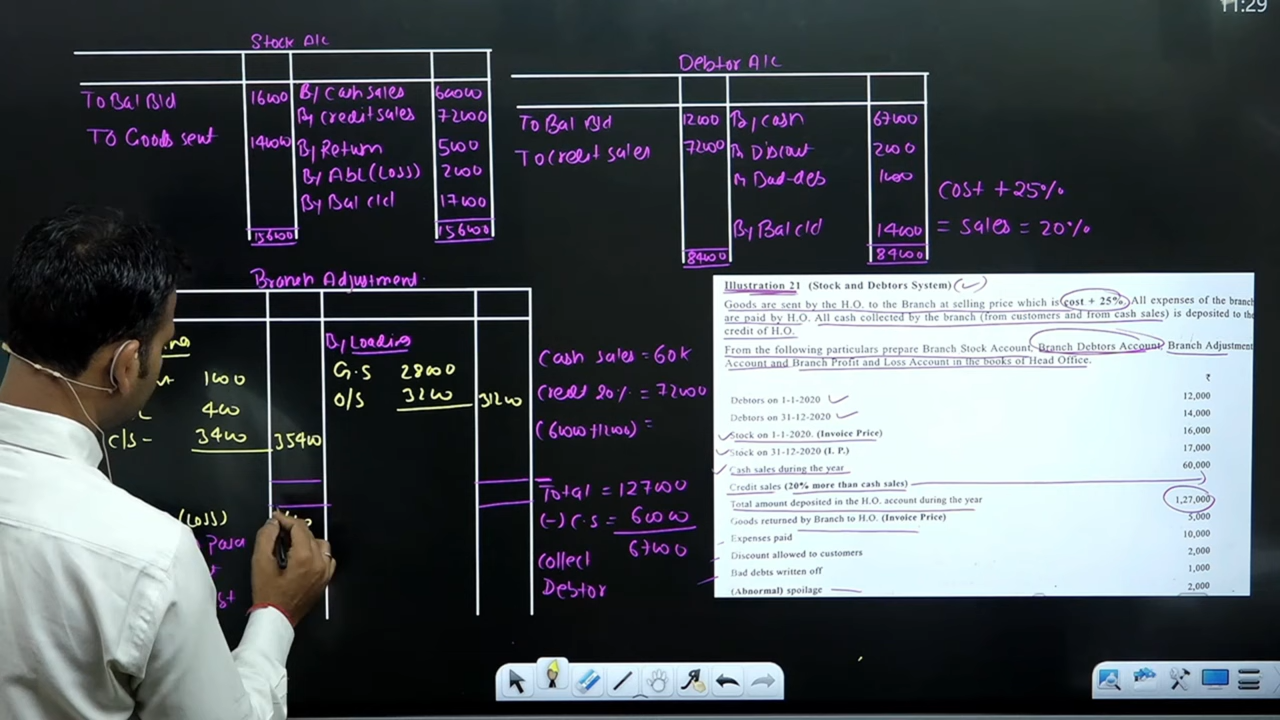 11:29
Stock A/c
To Bal B/d 16000 By Cash sales 60000
By credit sales 72000
To Goods sent 140000 By Return 5000
By Abl (Loss) 2000
By Bal c/d 17000
156000 156000
Debtor A/c
To Bal B/d 12000 By cash 67000
To credit sales 72000 By Discout 2000
By Bad-des 1000
By Bal c/d 14000
84000 84000
cost + 25%
= sales = 20%
Branch Adjustment
By Loading
1000 G.S 28000
400 O/S 3200 31200
C/S - 3400 35400
(Loss)
Cash sales = 60k
Credit 20% = 72000
(60000+12000) =
Total = 127000
(-) C.S = 60000
67000
Collect
Debtor
Illustration 21 (Stock and Debtors System)
Goods are sent by the H.O. to the Branch at selling price which is cost + 25%. All expenses of the branch
are paid by H.O. All cash collected by the branch (from customers and from cash sales) is deposited to the
credit of H.O.
From the following particulars prepare Branch Stock Account, Branch Debtors Account, Branch Adjustment
Account and Branch Profit and Loss Account in the books of Head Office.
₹
Debtors on 1-1-2020 12,000
Debtors on 31-12-2020 14,000
Stock on 1-1-2020. (Invoice Price) 16,000
Stock on 31-12-2020 (I. P.) 17,000
Cash sales during the year 60,000
Credit sales (20% more than cash sales)
Total amount deposited in the H.O. account during the year 1,27,000
Goods returned by Branch to H.O. (Invoice Price) 5,000
Expenses paid 10,000
Discount allowed to customers 2,000
Bad debts written off 1,000
(Abnormal) spoilage 2,000